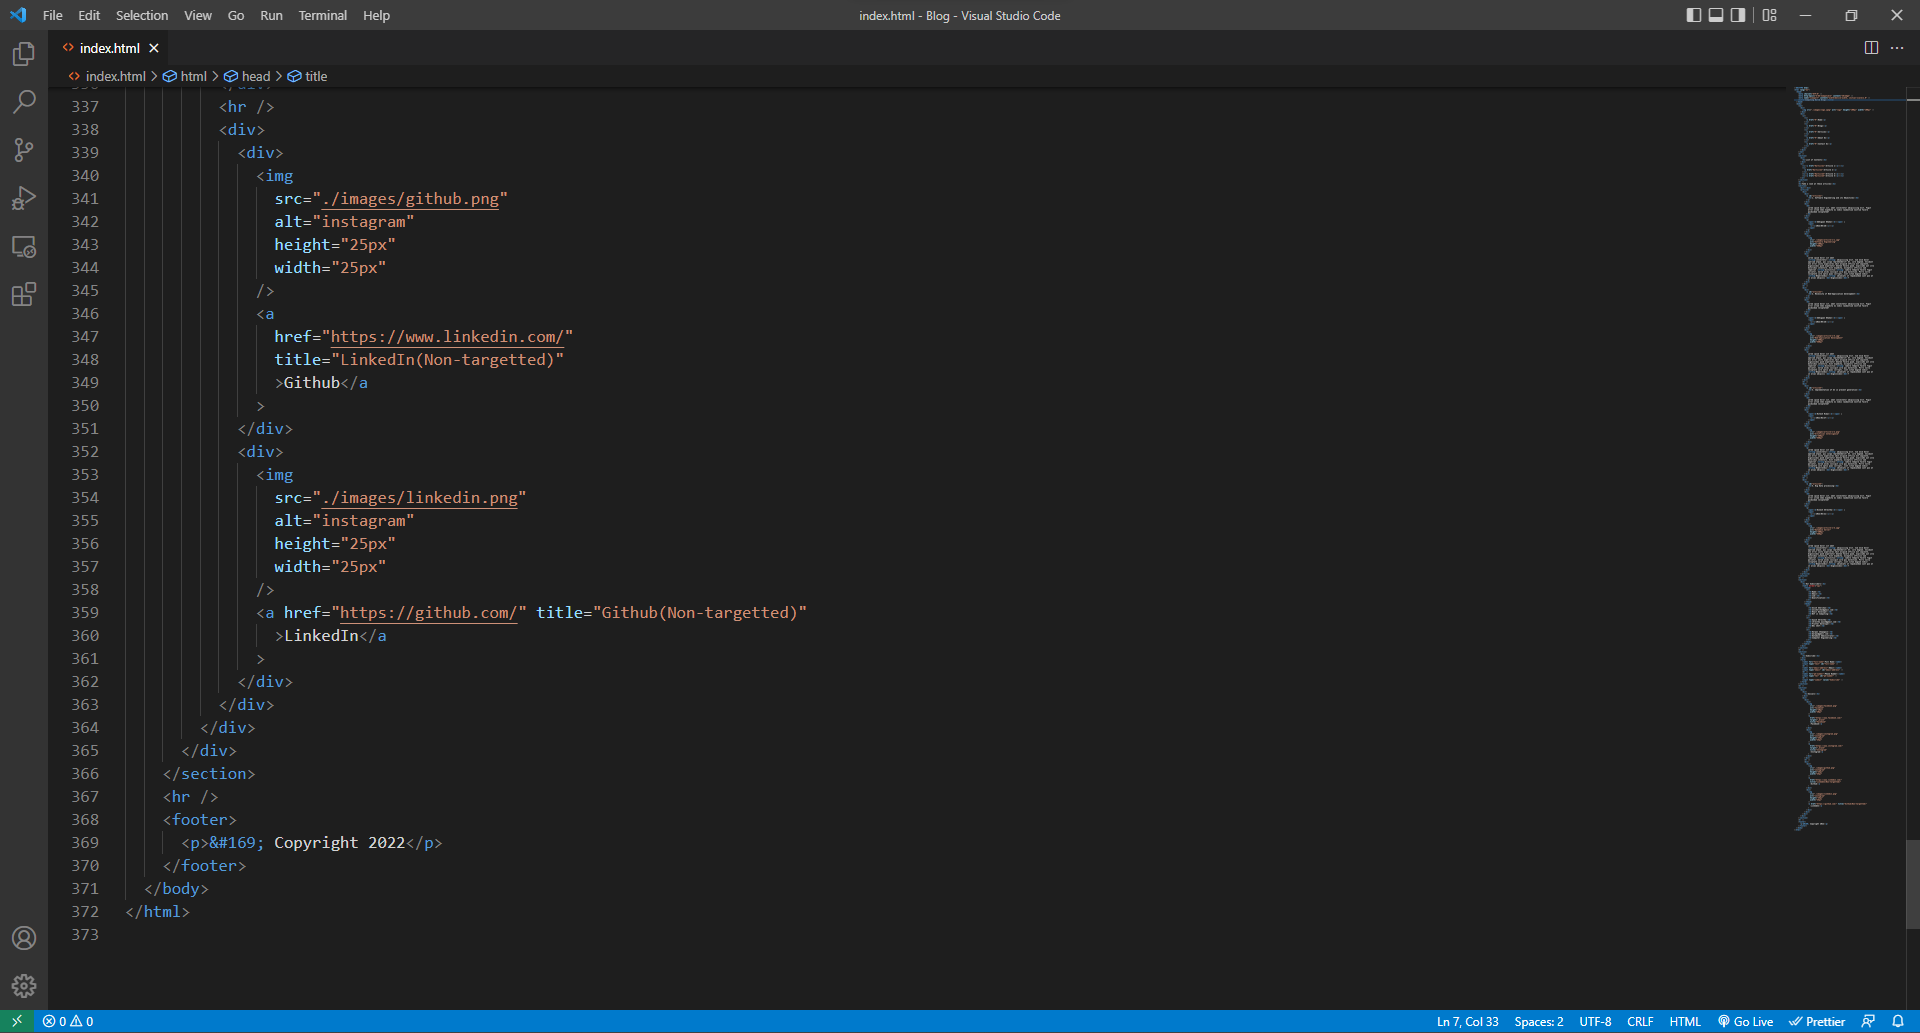 File Edit Selection View Go Run Terminal Help
index.html - Blog - Visual Studio Code
index.html
index.html > html > head > title
337 <hr />
338 <div>
339 <div>
340 <img
341 src="./images/github.png"
342 alt="instagram"
343 height="25px"
344 width="25px"
345 />
346 <a
347 href="https://www.linkedin.com/"
348 title="LinkedIn(Non-targetted)"
349 >Github</a
350 >
351 </div>
352 <div>
353 <img
354 src="./images/linkedin.png"
355 alt="instagram"
356 height="25px"
357 width="25px"
358 />
359 <a href="https://github.com/" title="Github(Non-targetted)"
360 >LinkedIn</a
361 >
362 </div>
363 </div>
364 </div>
365 </div>
366 </section>
367 <hr />
368 <footer>
369 <p>&#169; Copyright 2022</p>
370 </footer>
371 </body>
372 </html>
373
0 0 Ln 7, Col 33 Spaces: 2 UTF-8 CRLF HTML Go Live Prettier